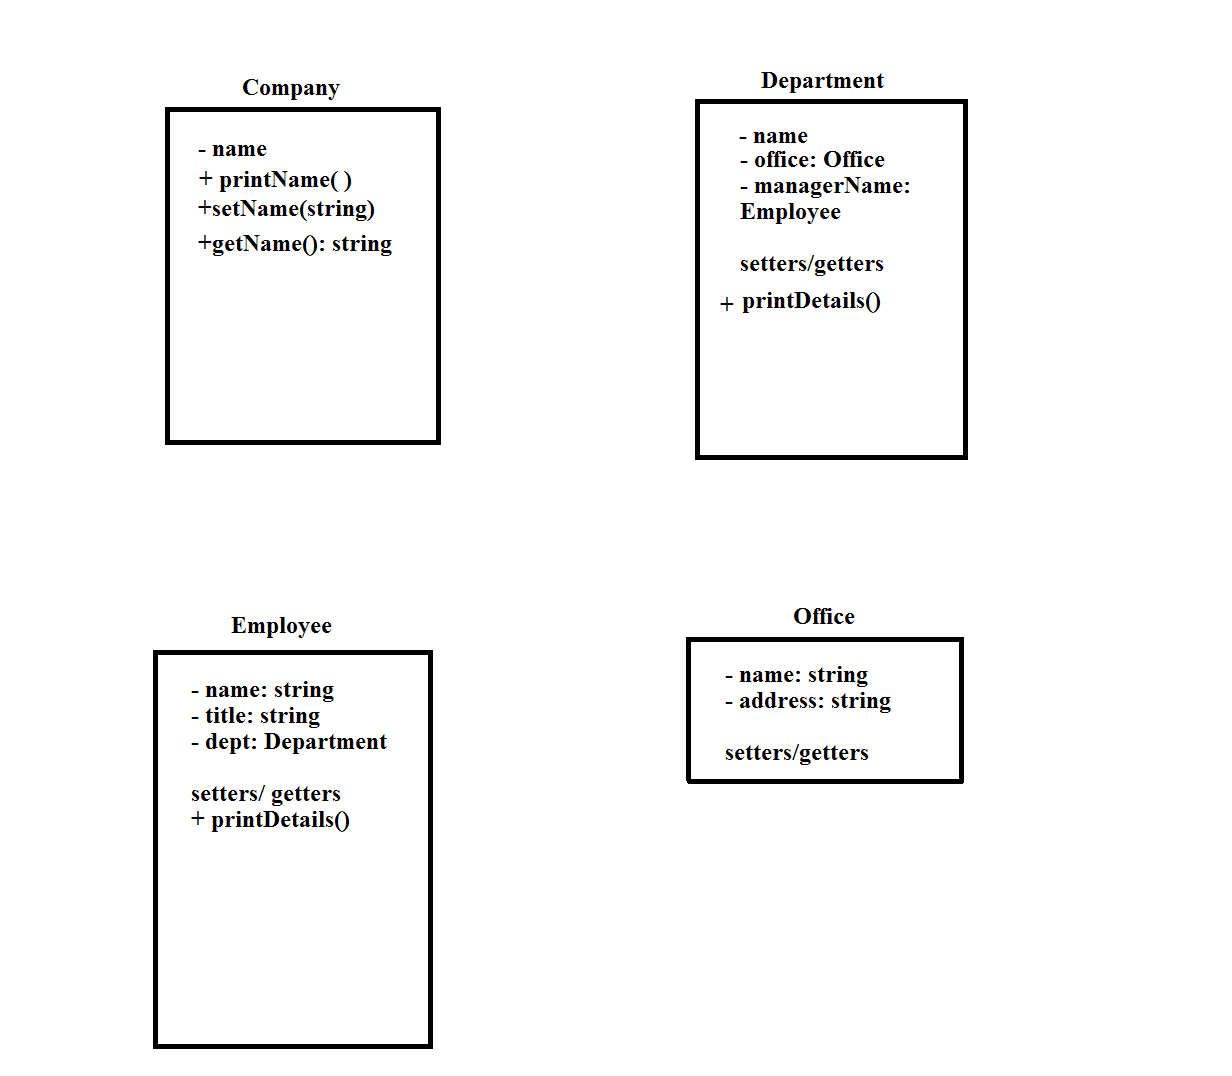 Company
- name
+ printName( )
+setName(string)
+getName(): string
Department
- name
- office: Office
- managerName:
Employee
setters/getters
+ printDetails()
Employee
- name: string
- title: string
- dept: Department
setters/ getters
+ printDetails()
Office
- name: string
- address: string
setters/getters